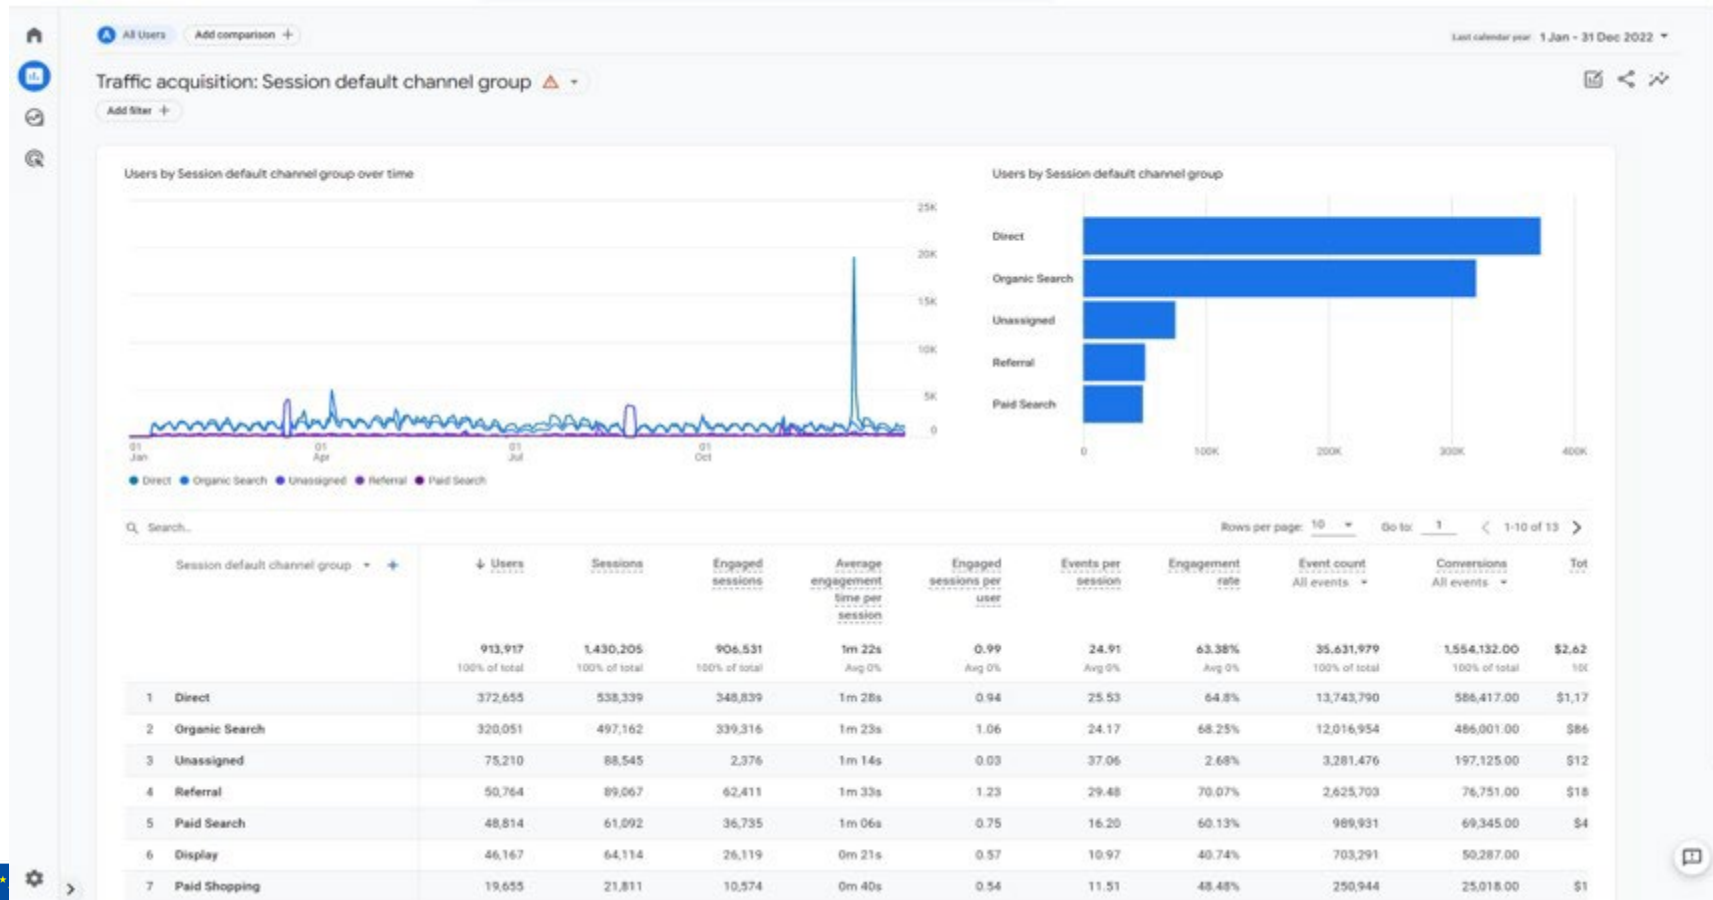 All Users Add comparison +
Last calendar year 1 Jan - 31 Dec 2022
Traffic acquisition: Session default channel group
Add filter +
Users by Session default channel group over time
25K
20K
15K
10K
5K
0
01 Jan
01 Apr
01 Jul
01 Oct
Direct Organic Search Unassigned Referral Paid Search
Users by Session default channel group
Direct
Organic Search
Unassigned
Referral
Paid Search
0 100K 200K 300K 400K
Search...
Rows per page: 10 Go to: 1 1-10 of 13
Session default channel group + ↓ Users Sessions Engaged sessions Average engagement time per session Engaged sessions per user Events per session Engagement rate Event count All events Conversions All events Tot
913,917 1,430,205 906,531 1m 22s 0.99 24.91 63.38% 35,631,979 1,554,132.00 $2,62
100% of total 100% of total 100% of total Avg 0% Avg 0% Avg 0% Avg 0% 100% of total 100% of total 100
1 Direct 372,655 538,339 348,839 1m 28s 0.94 25.53 64.8% 13,743,790 586,417.00 $1,17
2 Organic Search 320,051 497,162 339,316 1m 23s 1.06 24.17 68.25% 12,016,954 486,001.00 $86
3 Unassigned 75,210 88,545 2,376 1m 14s 0.03 37.06 2.68% 3,281,476 197,125.00 $12
4 Referral 50,764 89,067 62,411 1m 33s 1.23 29.48 70.07% 2,625,703 76,751.00 $18
5 Paid Search 48,814 61,092 36,735 1m 06s 0.75 16.20 60.13% 989,931 69,345.00 $4
6 Display 46,167 64,114 26,119 0m 21s 0.57 10.97 40.74% 703,291 50,287.00
7 Paid Shopping 19,655 21,811 10,574 0m 40s 0.54 11.51 48.48% 250,944 25,018.00 $1